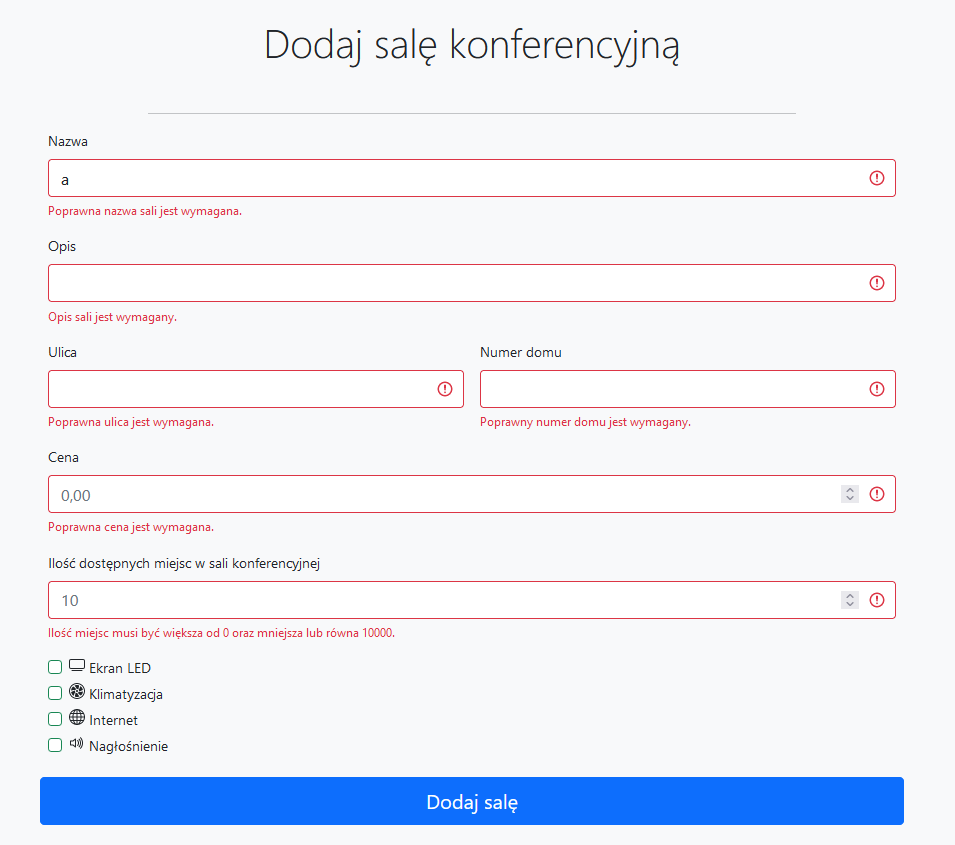 Dodaj salę konferencyjną
Nazwa
a
Poprawna nazwa sali jest wymagana.
Opis
Opis sali jest wymagany.
Ulica
Numer domu
Poprawna ulica jest wymagana.
Poprawny numer domu jest wymagany.
Cena
0,00
Poprawna cena jest wymagana.
Ilość dostępnych miejsc w sali konferencyjnej
10
Ilość miejsc musi być większa od 0 oraz mniejsza lub równa 10000.
Ekran LED
Klimatyzacja
Internet
Nagłośnienie
Dodaj salę